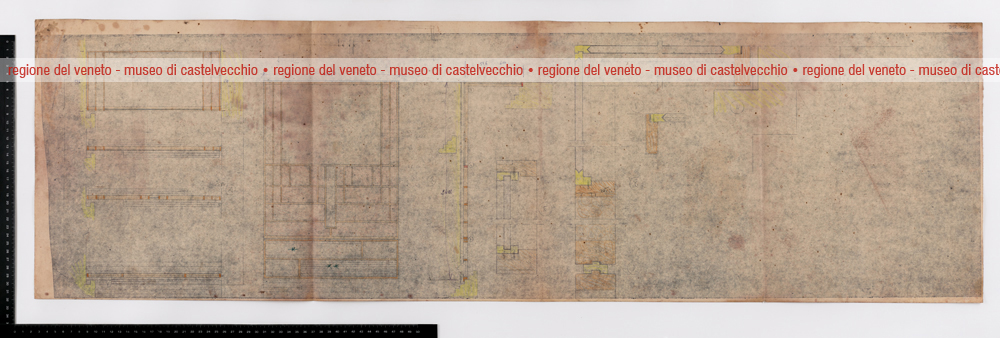 regione del veneto - museo di castelvecchio • regione del veneto - museo di castelvecchio • regione del veneto - museo di castelvecchio • regione del veneto - museo di cast